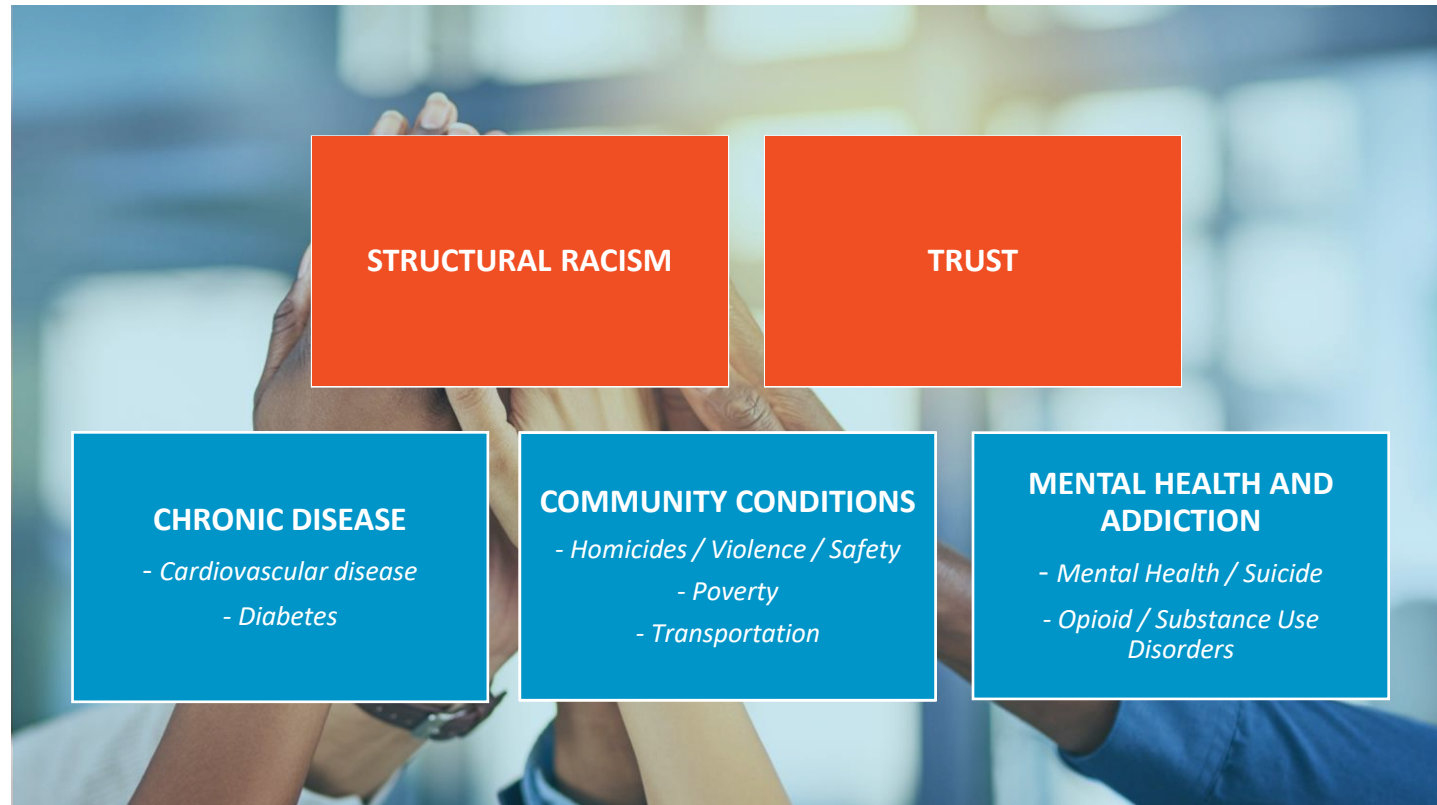 STRUCTURAL RACISM
TRUST
CHRONIC DISEASE
- Cardiovascular disease
- Diabetes
COMMUNITY CONDITIONS
- Homicides / Violence / Safety
- Poverty
- Transportation
MENTAL HEALTH AND
ADDICTION
- Mental Health / Suicide
- Opioid / Substance Use
Disorders